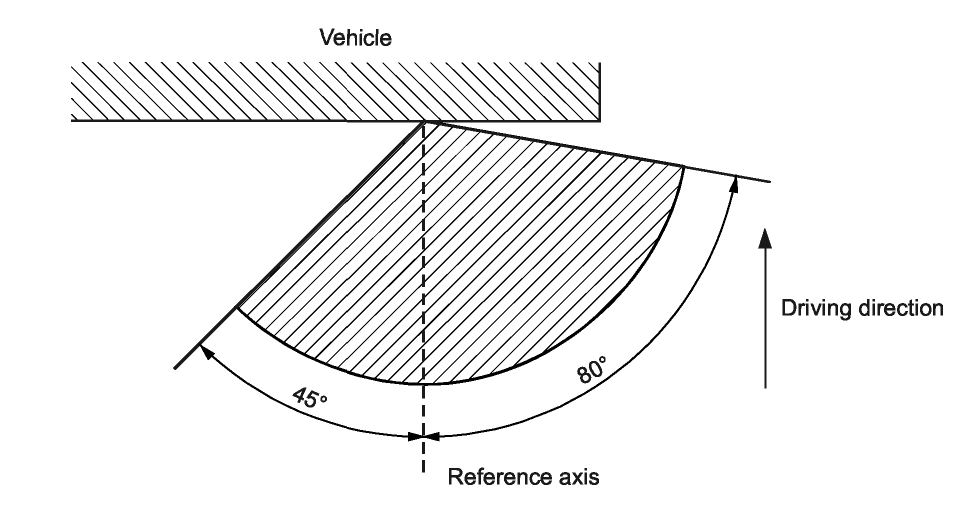 Vehicle
Driving direction
80°
45°
Reference axis